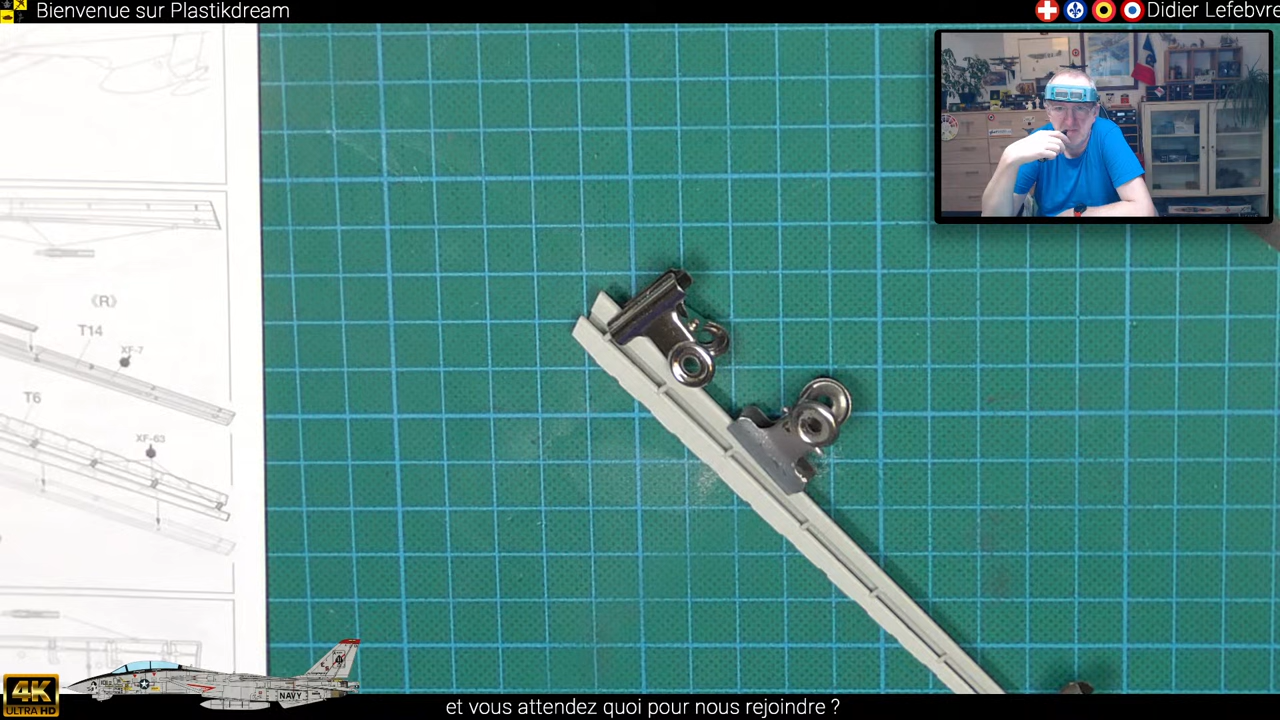 Bienvenue sur Plastikdream
Didier Lefebvre
《R》
T14
XF-7
T6
XF-63
NAVY
4K
ULTRA HD
et vous attendez quoi pour nous rejoindre ?